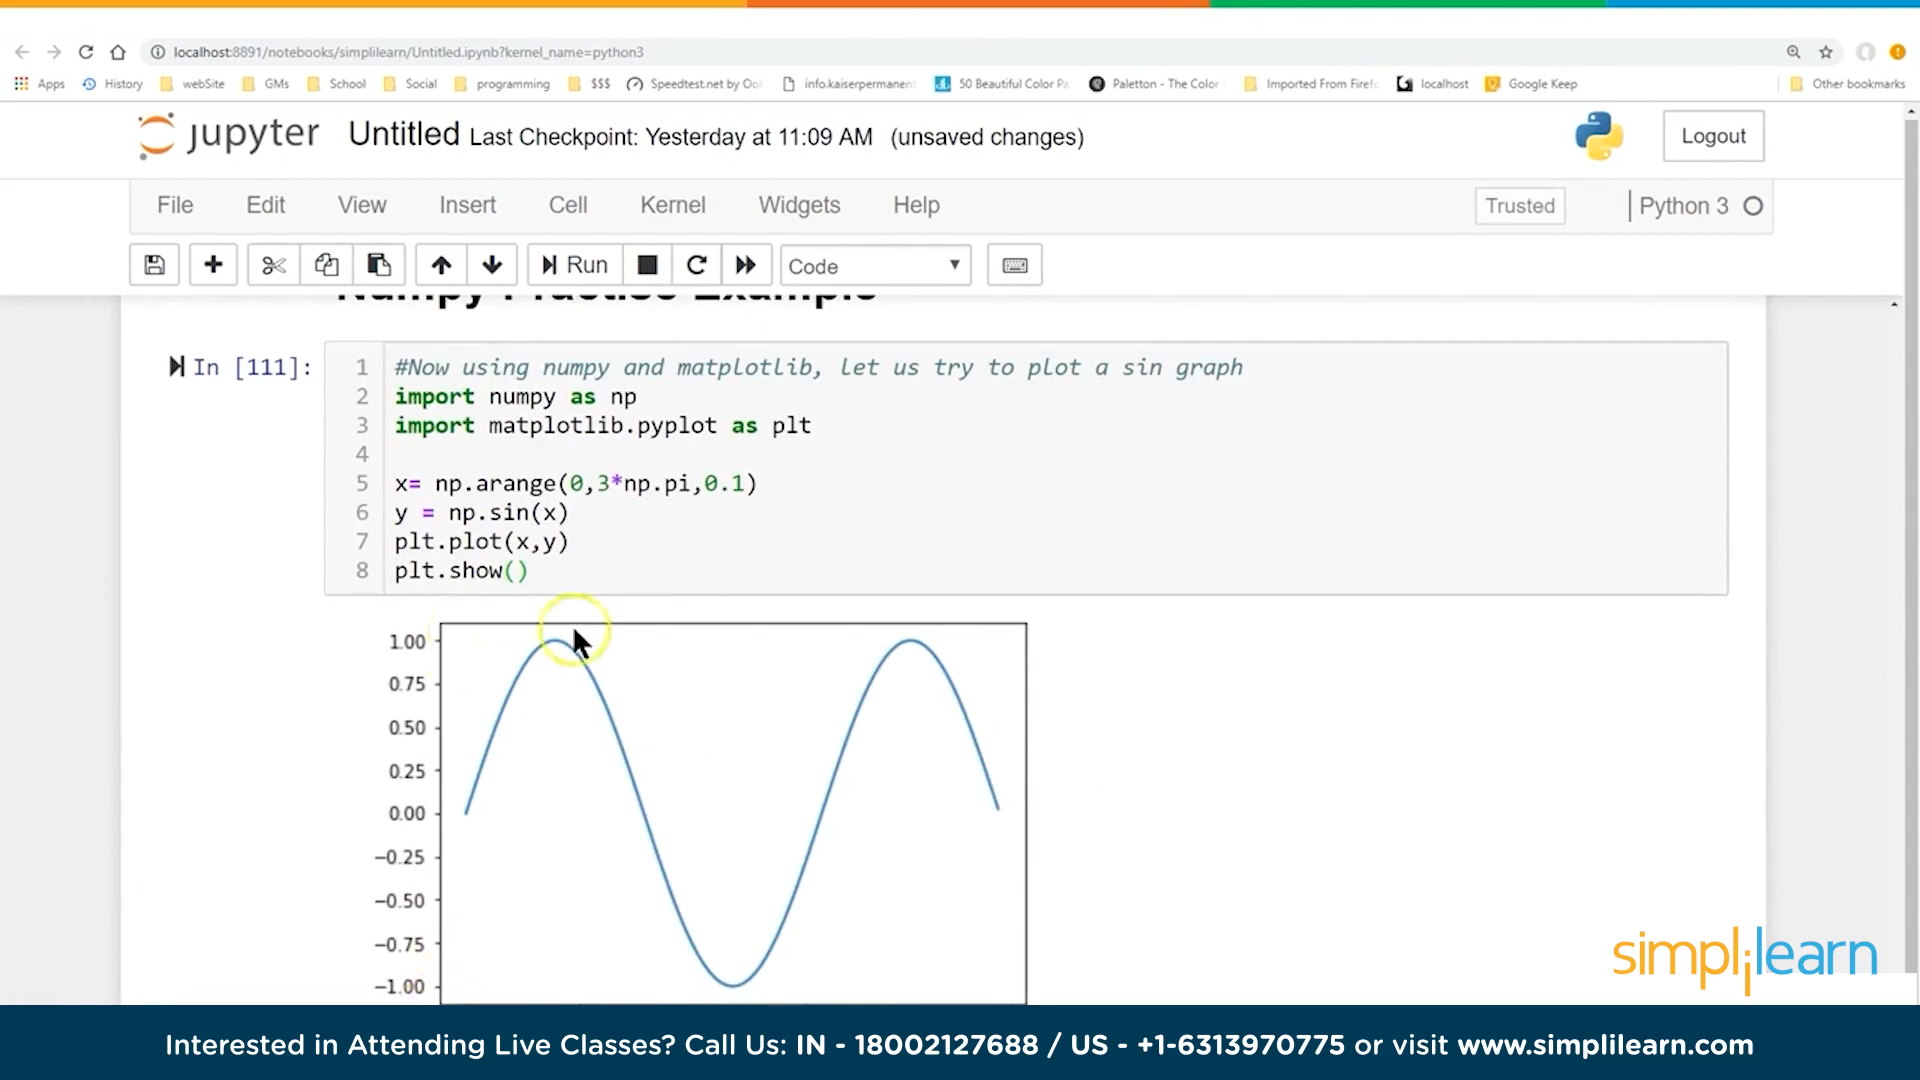 localhost:8891/notebooks/simplilearn/Untitled.ipynb?kernel_name=python3
Apps History webSite GMs School Social programming $$$ Speedtest.net by Ool info.kaiserpermanent 50 Beautiful Color Pa Paletton - The Color Imported From Firefo localhost Google Keep Other bookmarks
jupyter Untitled Last Checkpoint: Yesterday at 11:09 AM (unsaved changes) Logout
File Edit View Insert Cell Kernel Widgets Help Trusted Python 3
Run Code
Numpy Practise Example
In [111]:
1 #Now using numpy and matplotlib, let us try to plot a sin graph
2 import numpy as np
3 import matplotlib.pyplot as plt
4
5 x= np.arange(0,3*np.pi,0.1)
6 y = np.sin(x)
7 plt.plot(x,y)
8 plt.show()
1.00
0.75
0.50
0.25
0.00
−0.25
−0.50
−0.75
−1.00
simplilearn
Interested in Attending Live Classes? Call Us: IN - 18002127688 / US - +1-6313970775 or visit www.simplilearn.com